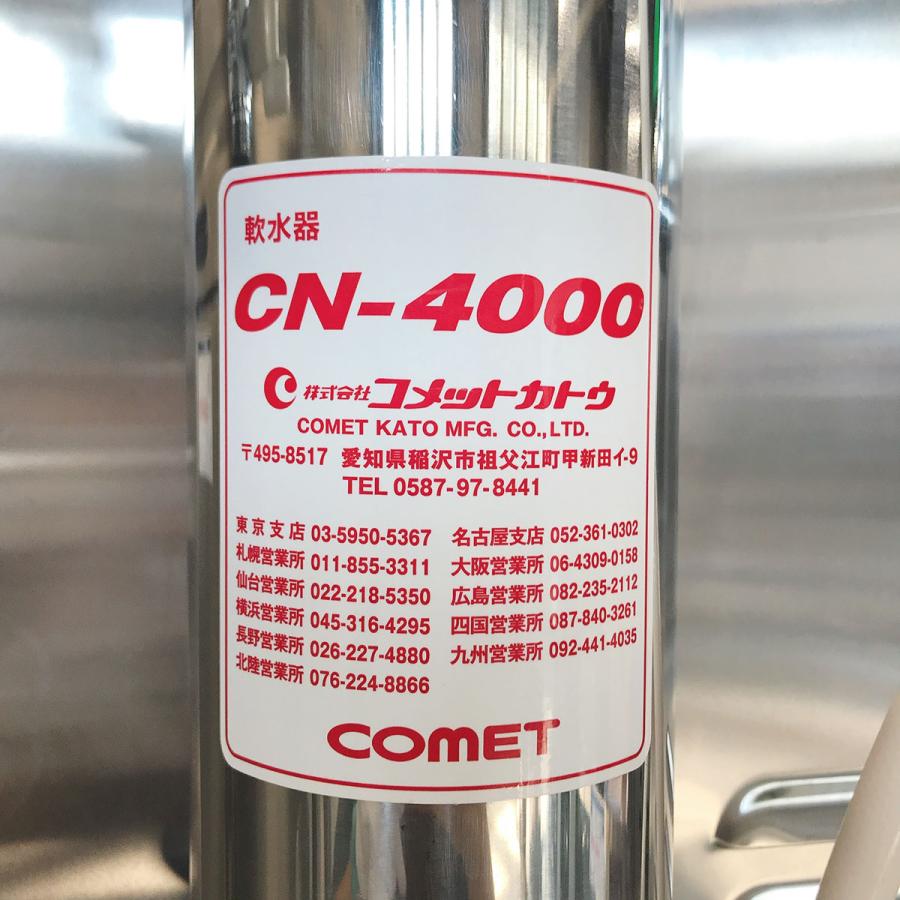 軟水器
CN-4000
株式会社コメットカトウ
COMET KATO MFG. CO.,LTD.
〒495-8517 愛知県稲沢市祖父江町甲新田イ-9
TEL 0587-97-8441
東京支店 03-5950-5367
札幌営業所 011-855-3311
仙台営業所 022-218-5350
横浜営業所 045-316-4295
長野営業所 026-227-4880
北陸営業所 076-224-8866
名古屋支店 052-361-0302
大阪営業所 06-4309-0158
広島営業所 082-235-2112
四国営業所 087-840-3261
九州営業所 092-441-4035
COMET